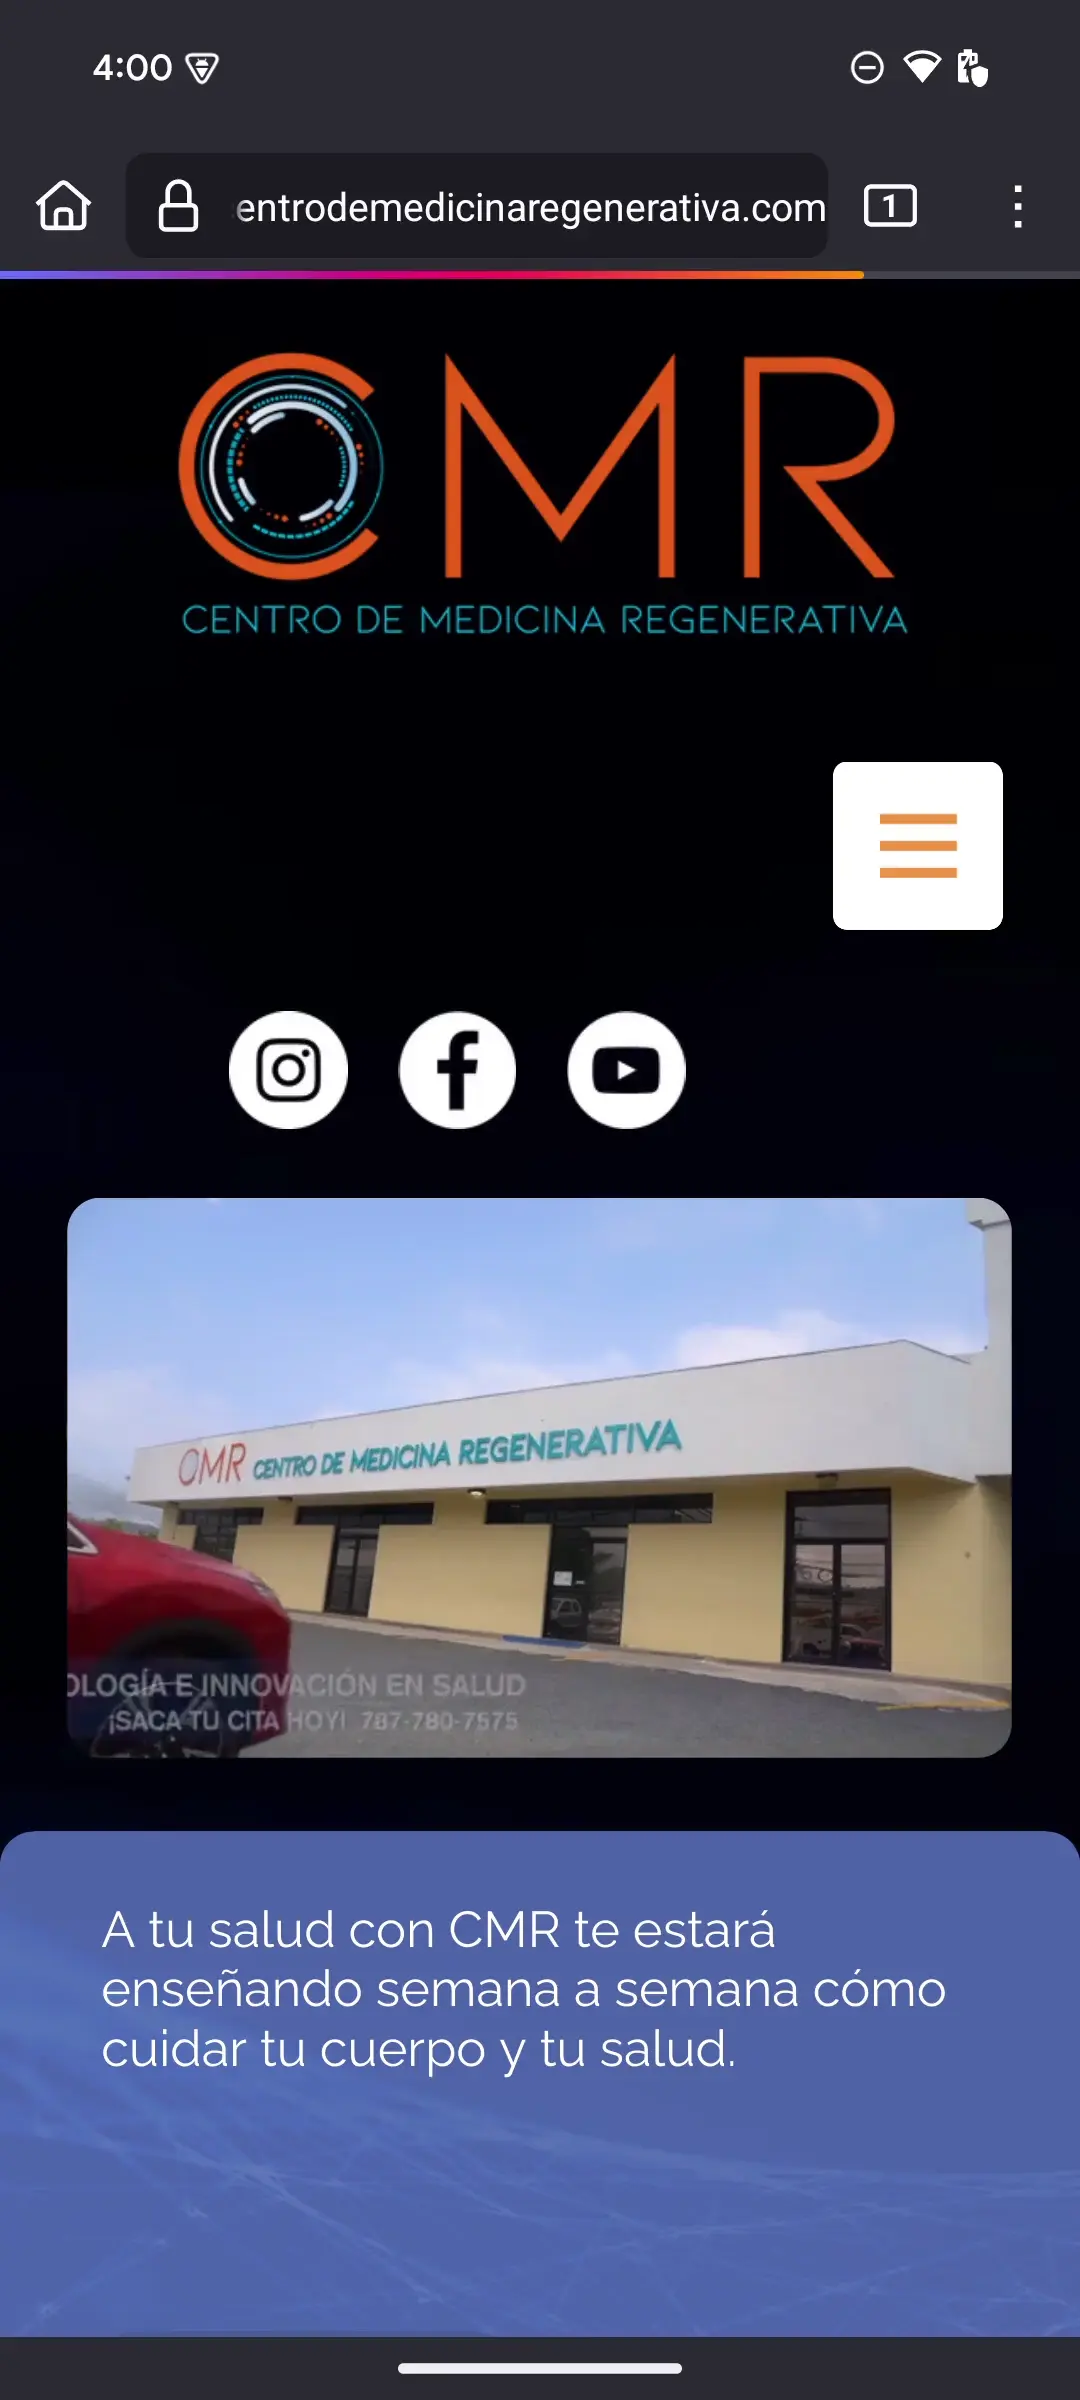 4:00
entrodemedicinaregenerativa.com
1
CMR
CENTRO DE MEDICINA REGENERATIVA
CMR CENTRO DE MEDICINA REGENERATIVA
OLOGÍA E INNOVACIÓN EN SALUD
¡SACA TU CITA HOY! 787-780-7575
A tu salud con CMR te estará
enseñando semana a semana cómo
cuidar tu cuerpo y tu salud.